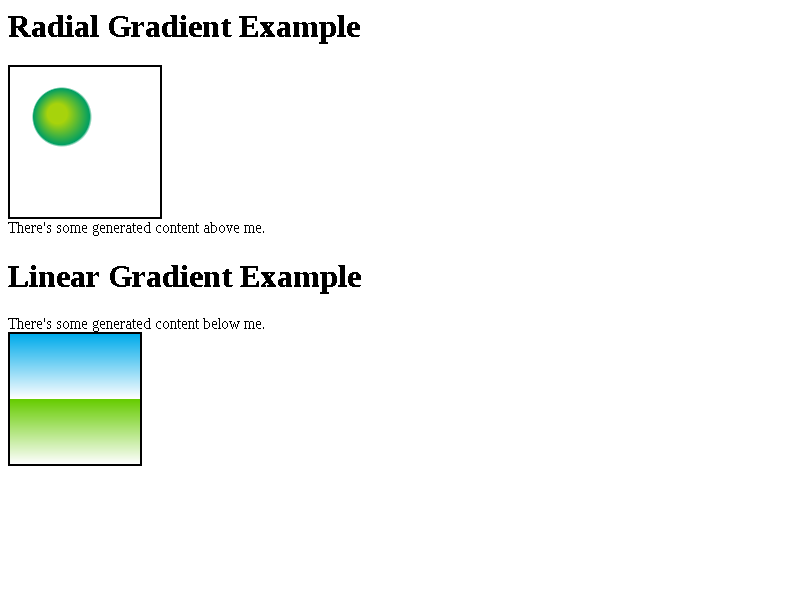 Radial Gradient Example
There's some generated content above me.
Linear Gradient Example
There's some generated content below me.